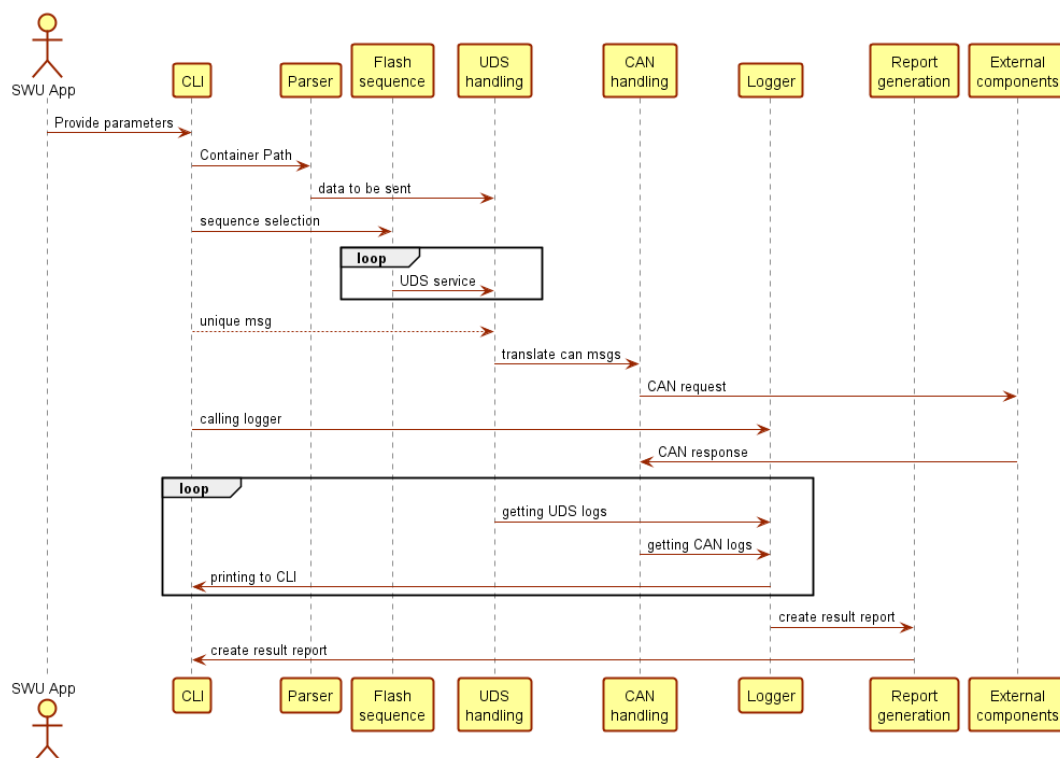 SWU App
CLI
Parser
Flash
sequence
UDS
handling
CAN
handling
Logger
Report
generation
External
components
Provide parameters
Container Path
data to be sent
sequence selection
loop
UDS service
unique msg
translate can msgs
CAN request
calling logger
CAN response
loop
getting UDS logs
getting CAN logs
printing to CLI
create result report
create result report
SWU App
CLI
Parser
Flash
sequence
UDS
handling
CAN
handling
Logger
Report
generation
External
components